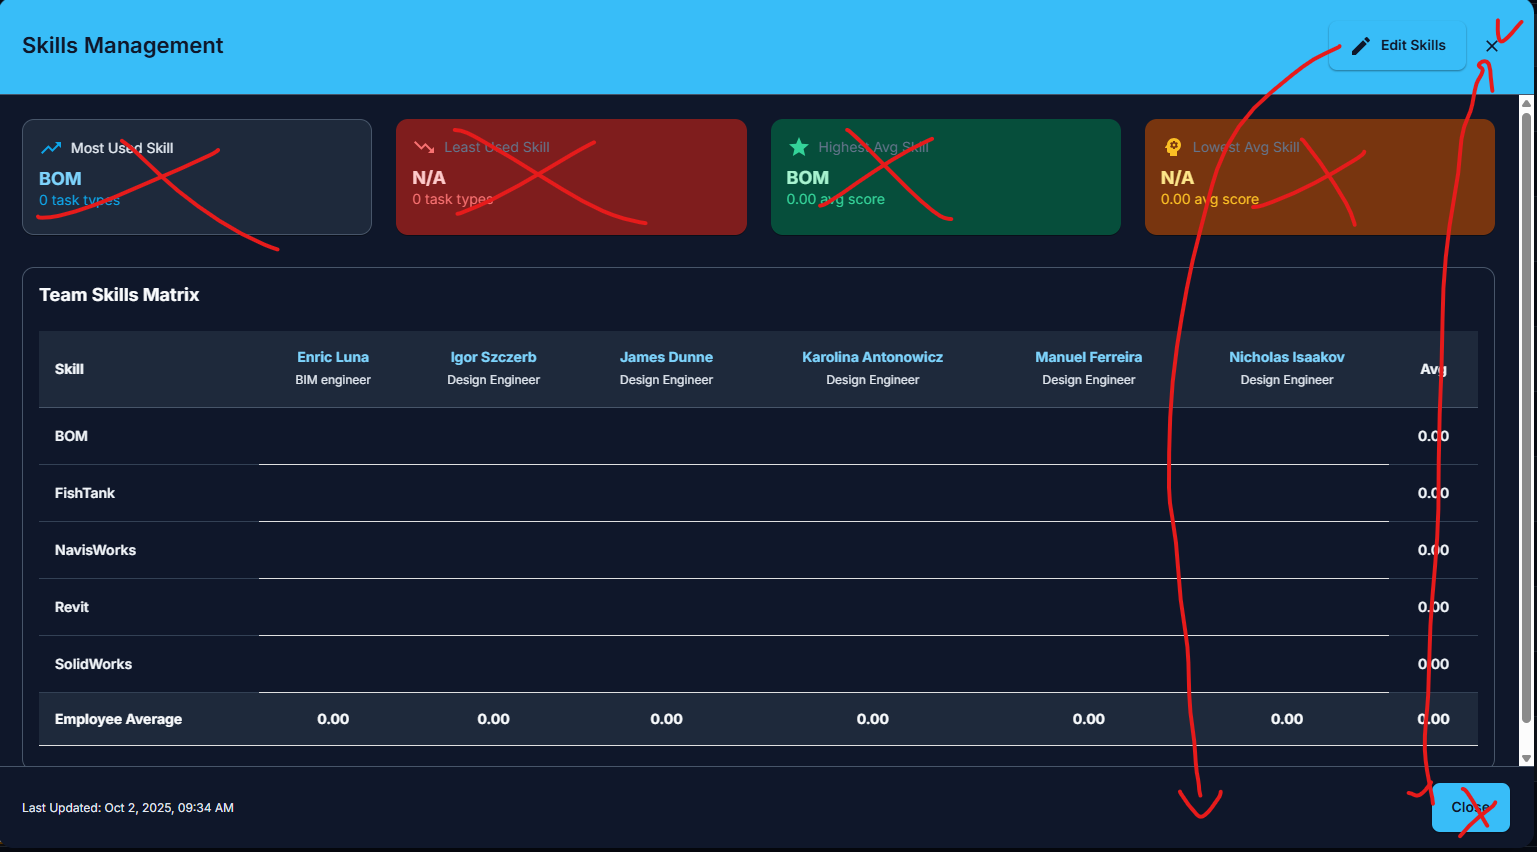 Skills Management
Edit Skills
Most Used Skill
BOM
0 task types
Least Used Skill
N/A
0 task types
Highest Avg Skill
BOM
0.00 avg score
Lowest Avg Skill
N/A
0.00 avg score
Team Skills Matrix
Skill Enric Luna Igor Szczerb James Dunne Karolina Antonowicz Manuel Ferreira Nicholas Isaakov Avg
BIM engineer Design Engineer Design Engineer Design Engineer Design Engineer Design Engineer
BOM 0.00
FishTank 0.00
NavisWorks 0.00
Revit 0.00
SolidWorks 0.00
Employee Average 0.00 0.00 0.00 0.00 0.00 0.00 0.00
Last Updated: Oct 2, 2025, 09:34 AM
Close